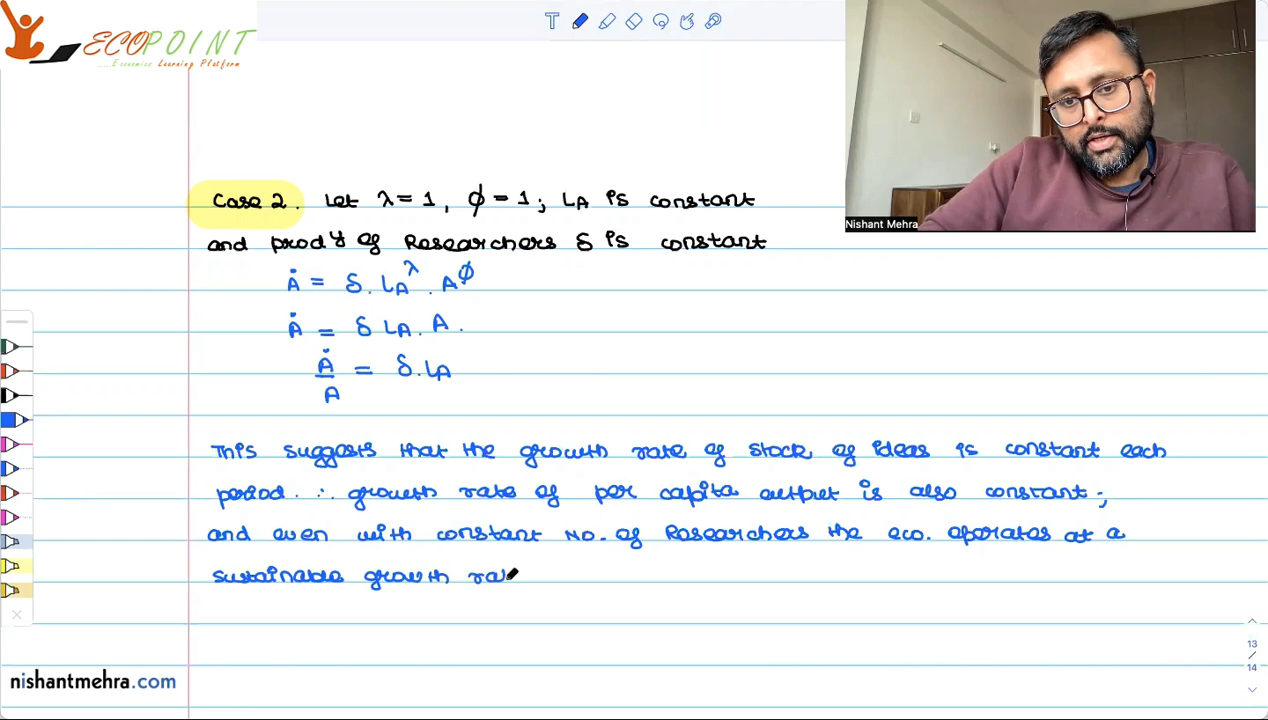 ECOPOINT
....Economics Learning Platform
T
Nishant Mehra
Case 2. Let λ = 1, ϕ = 1; LA is constant
and prody of Researchers δ is constant
Ȧ = δ. LA^λ . A^ϕ
Ȧ = δ LA. A.
Ȧ/A = δ. LA
This suggests that the growth rate of stock of ideas is constant each
period. ∴ growth rate of per capita output is also constant;
and even with constant No. of Researchers the eco. operates at a
sustainable growth rat
13
/
14
nishantmehra.com